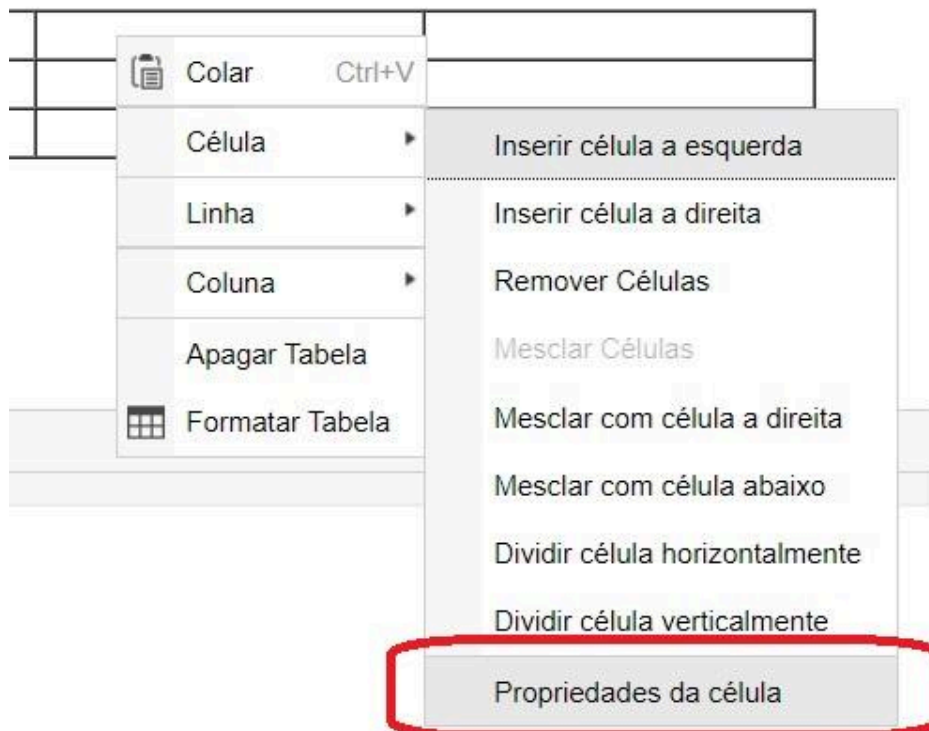 Colar Ctrl+V
Célula
Linha
Coluna
Apagar Tabela
Formatar Tabela
Inserir célula a esquerda
Inserir célula a direita
Remover Células
Mesclar Células
Mesclar com célula a direita
Mesclar com célula abaixo
Dividir célula horizontalmente
Dividir célula verticalmente
Propriedades da célula